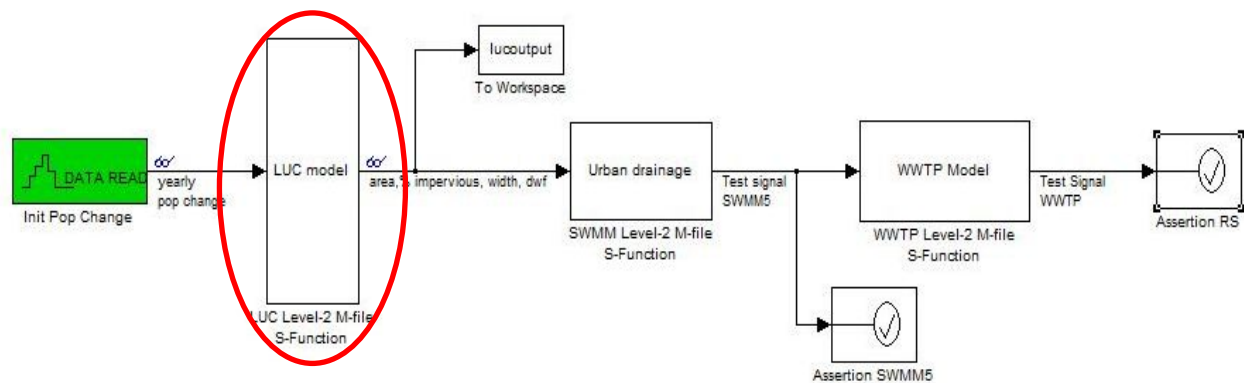 lucoutput
To Workspace
DATA READ
yearly
pop change
Init Pop Change
LUC model
area,% impervious, width, dwf
LUC Level-2 M-file
S-Function
Urban drainage
Test signal
SWMM5
SWMM Level-2 M-file
S-Function
WWTP Model
Test Signal
WWTP
WWTP Level-2 M-file
S-Function
Assertion RS
Assertion SWMM5